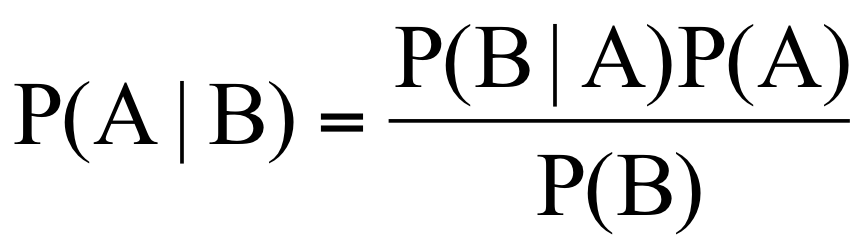 P(A | B) = P(B | A)P(A)
P(B)